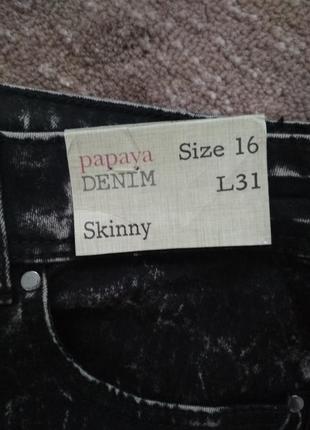 papaya Size 16
DENIM L31
Skinny